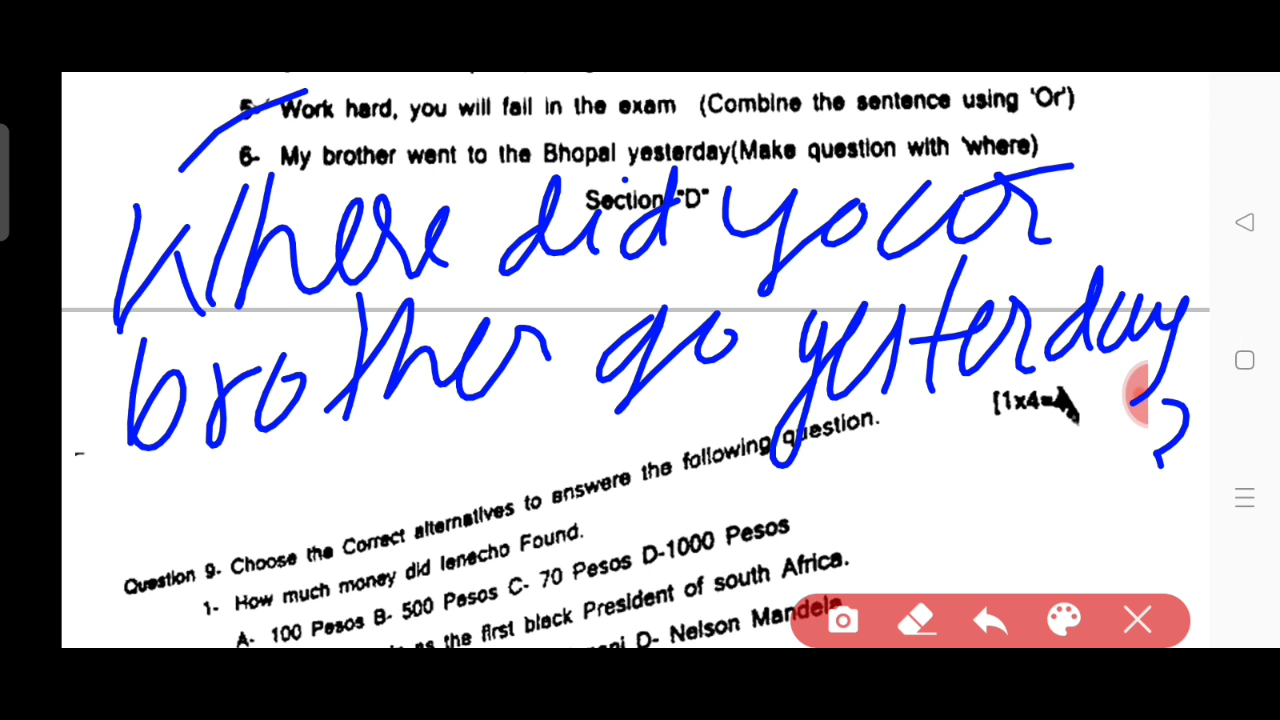 5- Work hard, you will fail in the exam (Combine the sentence using 'Or')
6- My brother went to the Bhopal yesterday(Make question with 'where)
Section "D"
Where did your
brother go yesterday
?
[1x4=
Question 9- Choose the Correct alternatives to answere the following question.
1- How much money did lenecho Found.
A- 100 Pesos B- 500 Pesos C- 70 Pesos D-1000 Pesos
the first black President of south Africa.
D- Nelson Mandela